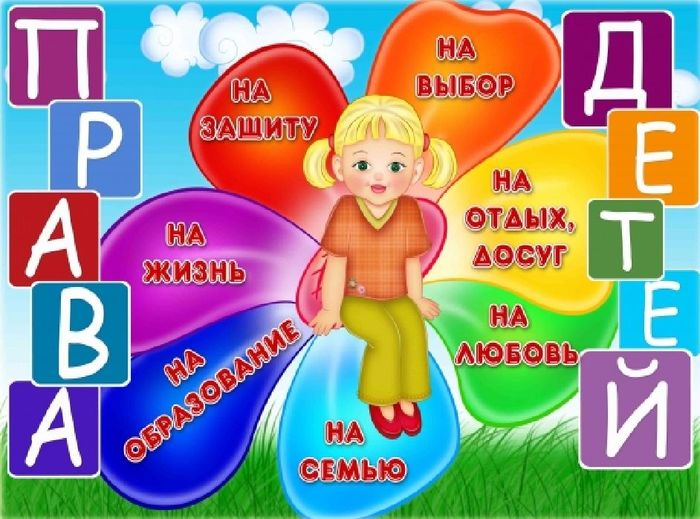 ПРАВА
ДЕТЕЙ
НА
ЗАЩИТУ
НА
ВЫБОР
НА
ОТДЫХ,
ДОСУГ
НА
ЛЮБОВЬ
НА
СЕМЬЮ
НА
ОБРАЗОВАНИЕ
НА
ЖИЗНЬ